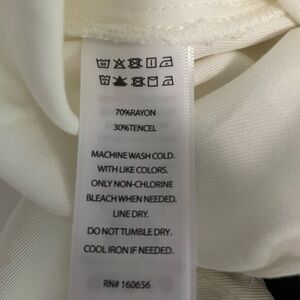 70%RAYON
30%TENCEL
MACHINE WASH COLD.
WITH LIKE COLORS.
ONLY NON-CHLORINE
BLEACH WHEN NEEDED.
LINE DRY.
DO NOT TUMBLE DRY.
COOL IRON IF NEEDED.
RN# 160656